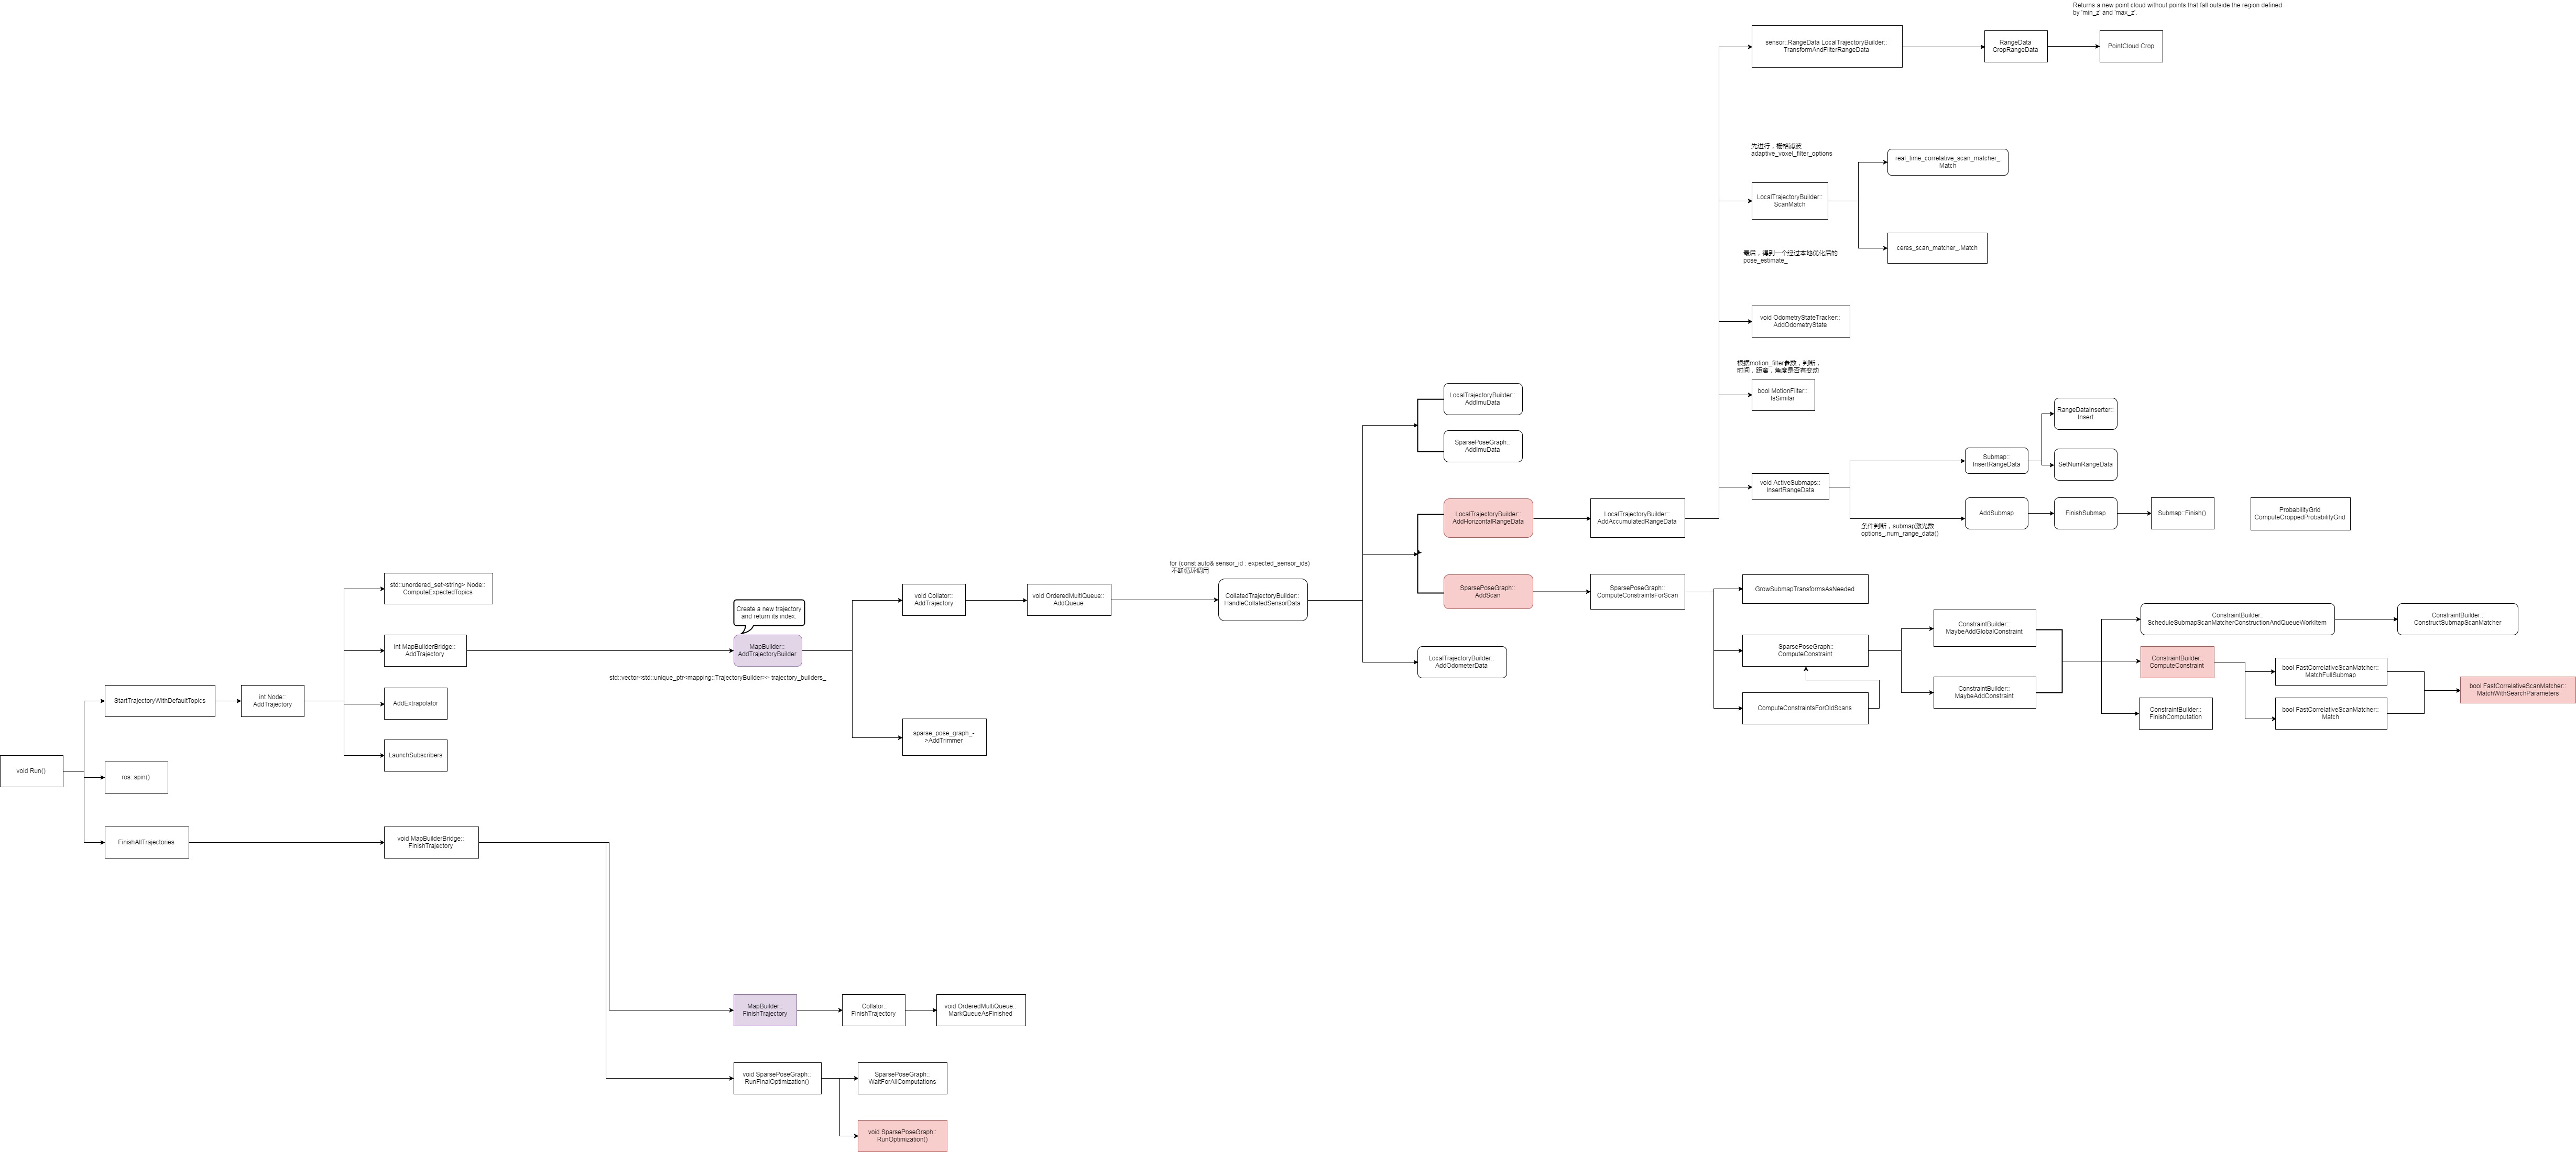 Returns a new point cloud without points that fall outside the region defined
by 'min_z' and 'max_z'.
sensor::RangeData LocalTrajectoryBuilder::
TransformAndFilterRangeData
RangeData
CropRangeData
PointCloud Crop
先进行，栅格滤波
adaptive_voxel_filter_options
real_time_correlative_scan_matcher_.
Match
LocalTrajectoryBuilder::
ScanMatch
ceres_scan_matcher_.Match
最后，得到一个经过本地优化后的
pose_estimate_
void OdometryStateTracker::
AddOdometryState
根据motion_filter参数，判断，
时间，距离，角度是否有变动
bool MotionFilter::
IsSimilar
LocalTrajectoryBuilder::
AddImuData
SparsePoseGraph::
AddImuData
RangeDataInserter::
Insert
Submap::
InsertRangeData
SetNumRangeData
void ActiveSubmaps::
InsertRangeData
LocalTrajectoryBuilder::
AddHorizontalRangeData
LocalTrajectoryBuilder::
AddAccumulatedRangeData
AddSubmap
FinishSubmap
Submap::Finish()
ProbabilityGrid
ComputeCroppedProbabilityGrid
条件判断，submap激光数
options_.num_range_data()
for (const auto& sensor_id : expected_sensor_ids)
不断循环调用
CollatedTrajectoryBuilder::
HandleCollatedSensorData
SparsePoseGraph::
AddScan
SparsePoseGraph::
ComputeConstraintsForScan
GrowSubmapTransformsAsNeeded
std::unordered_set<string> Node::
ComputeExpectedTopics
void Collator::
AddTrajectory
void OrderedMultiQueue::
AddQueue
Create a new trajectory
and return its index.
int MapBuilderBridge::
AddTrajectory
MapBuilder::
AddTrajectoryBuilder
std::vector<std::unique_ptr<mapping::TrajectoryBuilder>> trajectory_builders_
LocalTrajectoryBuilder::
AddOdometerData
SparsePoseGraph::
ComputeConstraint
ConstraintBuilder::
MaybeAddGlobalConstraint
ConstraintBuilder::
MaybeAddConstraint
ComputeConstraintsForOldScans
ConstraintBuilder::
ScheduleSubmapScanMatcherConstructionAndQueueWorkItem
ConstraintBuilder::
ConstructSubmapScanMatcher
ConstraintBuilder::
ComputeConstraint
bool FastCorrelativeScanMatcher::
MatchFullSubmap
bool FastCorrelativeScanMatcher::
MatchWithSearchParameters
ConstraintBuilder::
FinishComputation
bool FastCorrelativeScanMatcher::
Match
StartTrajectoryWithDefaultTopics
int Node::
AddTrajectory
AddExtrapolator
LaunchSubscribers
sparse_pose_graph_-
>AddTrimmer
void Run()
ros::spin()
FinishAllTrajectories
void MapBuilderBridge::
FinishTrajectory
MapBuilder::
FinishTrajectory
Collator::
FinishTrajectory
void OrderedMultiQueue::
MarkQueueAsFinished
void SparsePoseGraph::
RunFinalOptimization()
SparsePoseGraph::
WaitForAllComputations
void SparsePoseGraph::
RunOptimization()